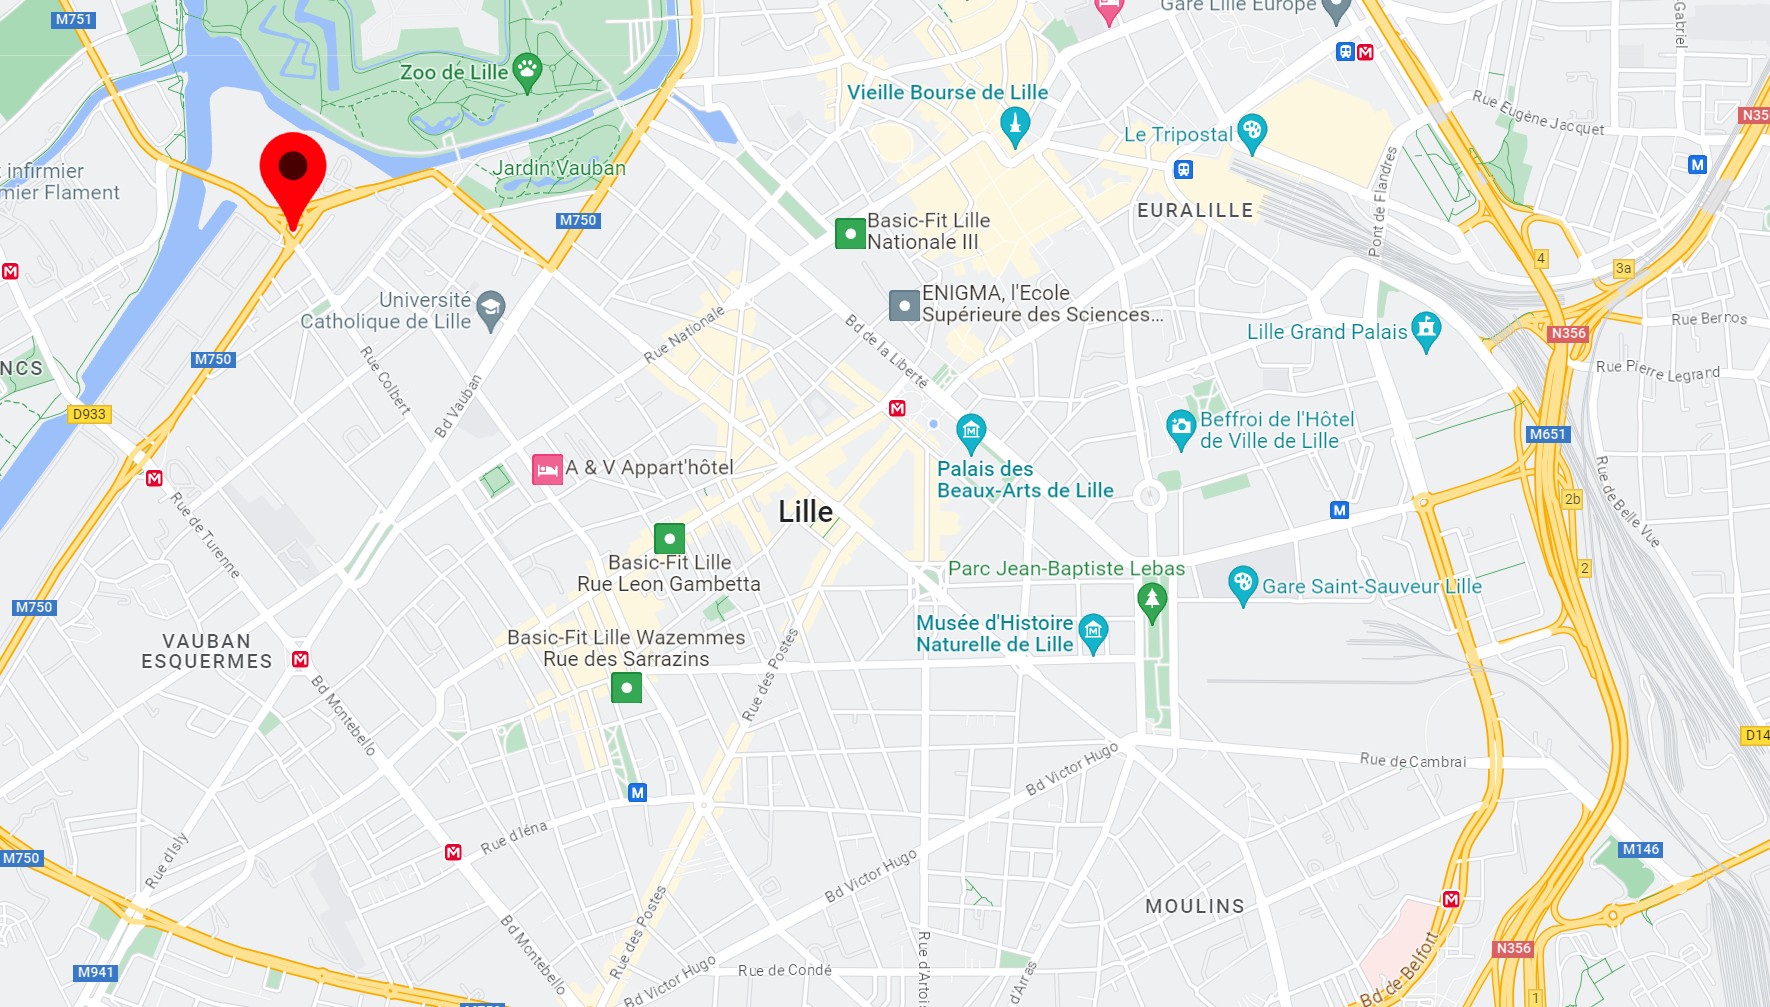 M751
Gare Lille Europe
Gabriel
Zoo de Lille
Vieille Bourse de Lille
Rue Eugène Jacquet
N35
Le Tripostal
M
infirmier
mier Flament
Jardin Vauban
M750
Basic-Fit Lille
Nationale III
EURALILLE
Pont de Flandres
4
3a
M
Université
Catholique de Lille
ENIGMA, l'Ecole
Supérieure des Sciences...
Rue Nationale
Bd de la Liberté
Lille Grand Palais
N356
Rue Bernos
NCS
M750
Rue Colbert
Bd Vauban
Rue Pierre Legrand
D933
M
Beffroi de l'Hôtel
de Ville de Lille
M651
A & V Appart'hôtel
Palais des
Beaux-Arts de Lille
M
Rue de Turenne
Lille
M
2b
Rue de Belle Vue
Basic-Fit Lille
Rue Leon Gambetta
Parc Jean-Baptiste Lebas
2
Gare Saint-Sauveur Lille
M750
VAUBAN
ESQUERMES
M
Basic-Fit Lille Wazemmes
Rue des Sarrazins
Musée d'Histoire
Naturelle de Lille
Rue des Postes
Bd Montebello
D14
Bd Victor Hugo
Rue de Cambrai
M
Rue d'Iéna
M750
Rue d'Isly
M
Bd Victor Hugo
M146
MOULINS
M
Bd Montebello
Rue des Postes
Rue d'Artois
N356
Bd de Belfort
M941
Bd Victor Hugo
Rue de Condé
d'Arras
1